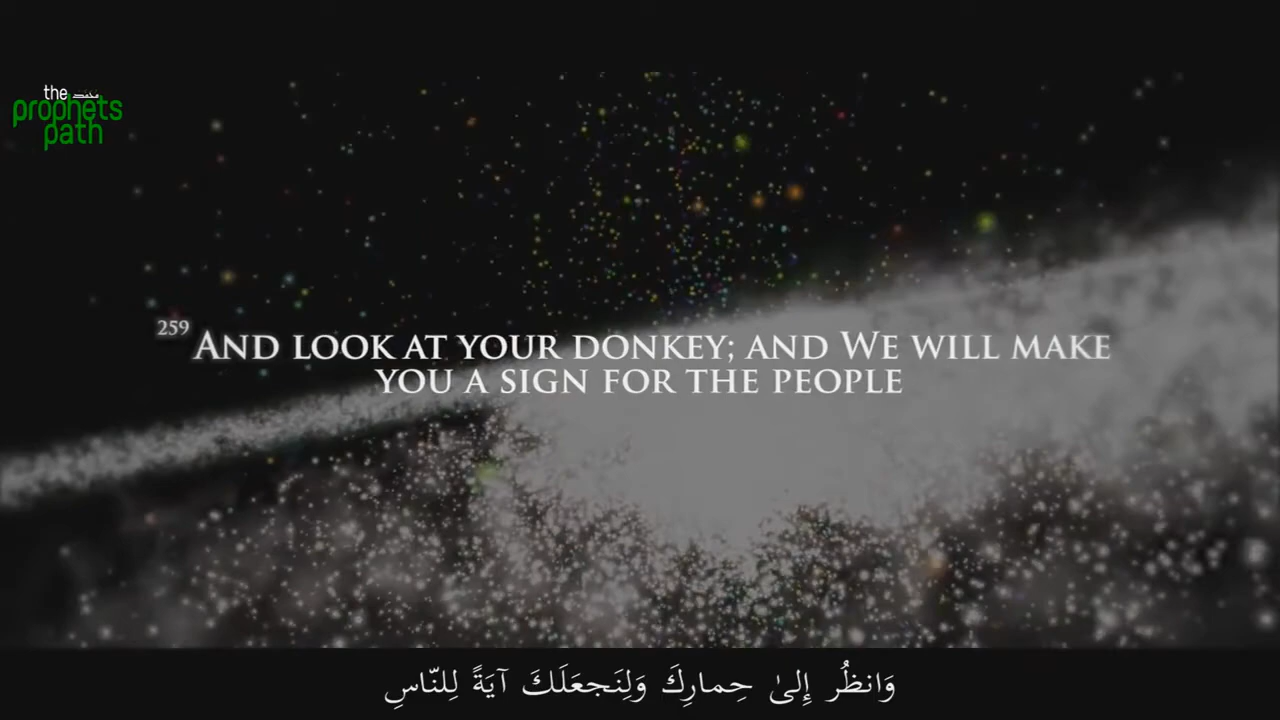 the
prophets
path
259 AND LOOK AT YOUR DONKEY; AND WE WILL MAKE
YOU A SIGN FOR THE PEOPLE
وَانظُر إِلىٰ حِمارِكَ وَلِنَجعَلَكَ آيَةً لِلنّاسِ